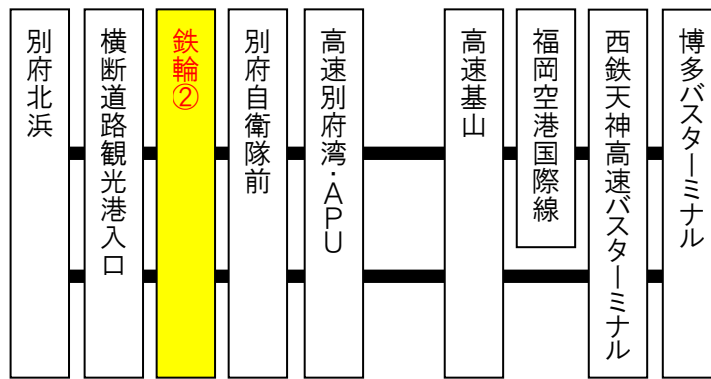 別府北浜
横断道路観光港入口
鉄輪②
別府自衛隊前
高速別府湾・APU
高速基山
福岡空港国際線
西鉄天神高速バスターミナル
博多バスターミナル